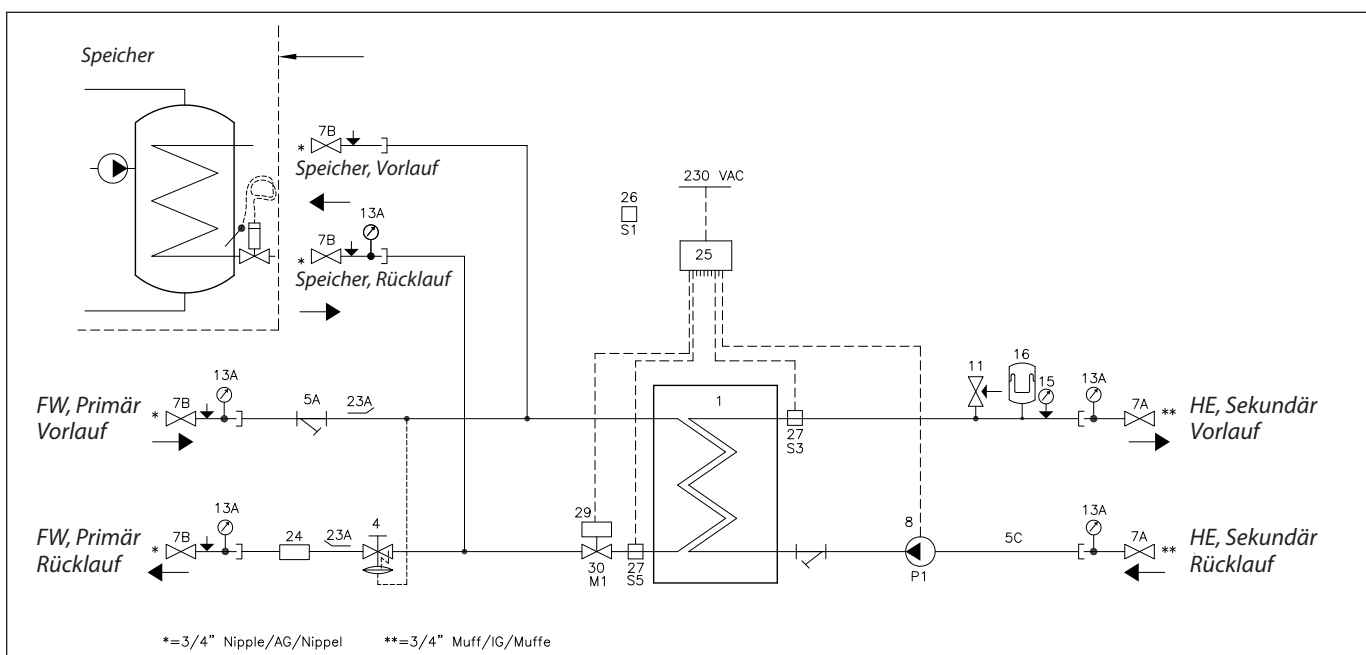 Speicher
7B
*
Speicher, Vorlauf
13A
7B
*
Speicher, Rücklauf
230 VAC
26
S1
25
FW, Primär
Vorlauf
*
7B
13A
5A
23A
1
27
S3
11
16
15
13A
7A
**
HE, Sekundär
Vorlauf
FW, Primär
Rücklauf
*
7B
13A
24
23A
4
29
30
M1
27
S5
8
P1
5C
13A
7A
**
HE, Sekundär
Rücklauf
*=3/4" Nipple/AG/Nippel **=3/4" Muff/IG/Muffe